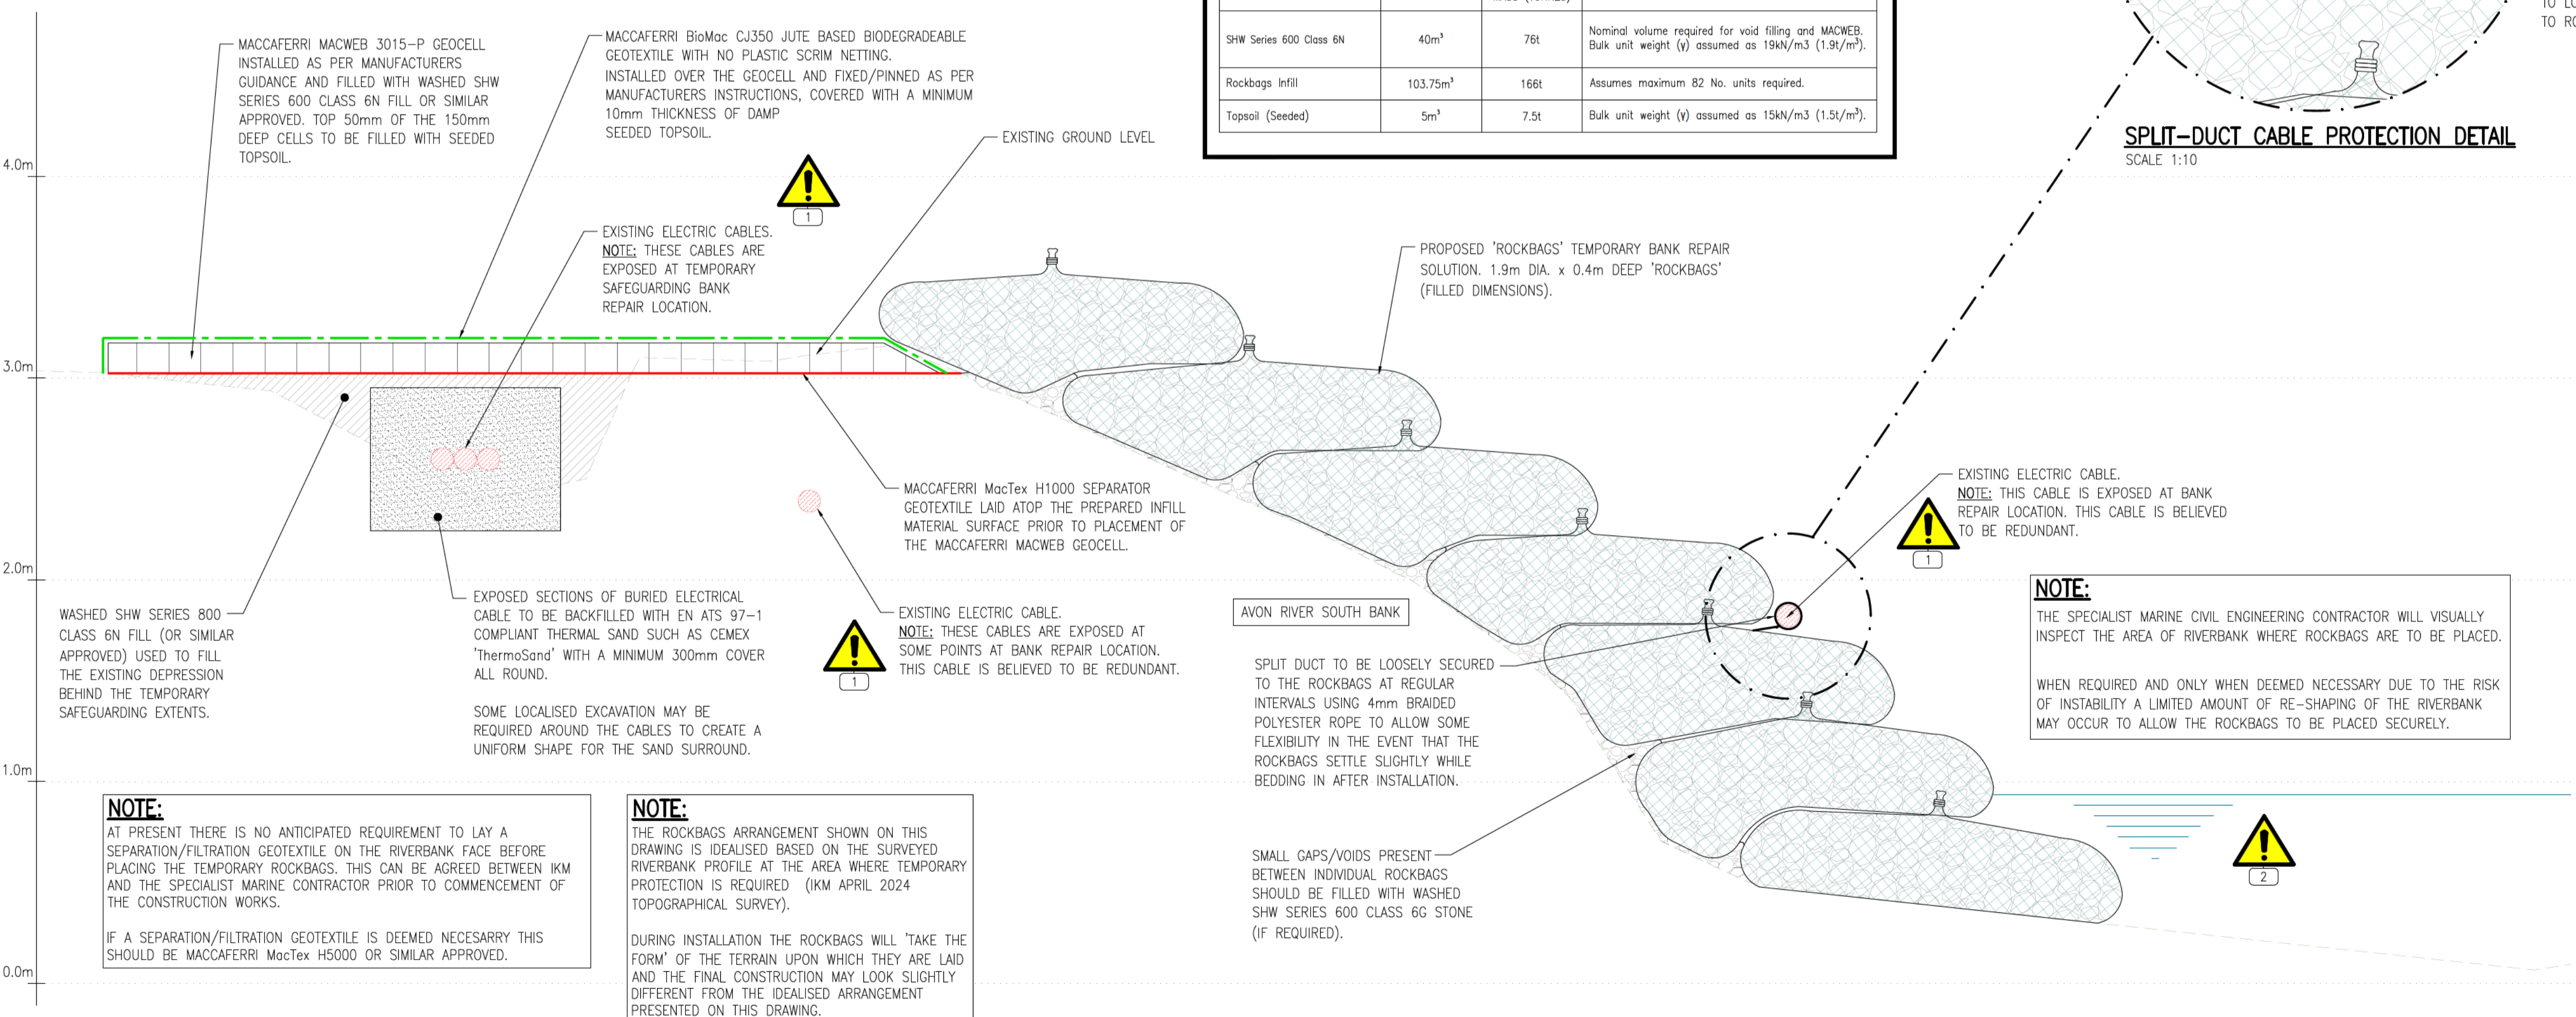 MACCAFERRI MACWEB 3015-P GEOCELL
INSTALLED AS PER MANUFACTURERS
GUIDANCE AND FILLED WITH WASHED SHW
SERIES 600 CLASS 6N FILL OR SIMILAR
APPROVED. TOP 50mm OF THE 150mm
DEEP CELLS TO BE FILLED WITH SEEDED
TOPSOIL.
MACCAFERRI BioMac CJ350 JUTE BASED BIODEGRADEABLE
GEOTEXTILE WITH NO PLASTIC SCRIM NETTING.
INSTALLED OVER THE GEOCELL AND FIXED/PINNED AS PER
MANUFACTURERS INSTRUCTIONS, COVERED WITH A MINIMUM
10mm THICKNESS OF DAMP
SEEDED TOPSOIL.
EXISTING GROUND LEVEL
1
EXISTING ELECTRIC CABLES.
NOTE: THESE CABLES ARE
EXPOSED AT TEMPORARY
SAFEGUARDING BANK
REPAIR LOCATION.
SHW Series 600 Class 6N 40m³ 76t Nominal volume required for void filling and MACWEB.
Bulk unit weight (γ) assumed as 19kN/m3 (1.9t/m³).
Rockbags Infill 103.75m³ 166t Assumes maximum 82 No. units required.
Topsoil (Seeded) 5m³ 7.5t Bulk unit weight (γ) assumed as 15kN/m3 (1.5t/m³).
SPLIT-DUCT CABLE PROTECTION DETAIL
SCALE 1:10
PROPOSED 'ROCKBAGS' TEMPORARY BANK REPAIR
SOLUTION. 1.9m DIA. x 0.4m DEEP 'ROCKBAGS'
(FILLED DIMENSIONS).
4.0m
3.0m
2.0m
1.0m
0.0m
MACCAFERRI MacTex H1000 SEPARATOR
GEOTEXTILE LAID ATOP THE PREPARED INFILL
MATERIAL SURFACE PRIOR TO PLACEMENT OF
THE MACCAFERRI MACWEB GEOCELL.
EXISTING ELECTRIC CABLE.
NOTE: THIS CABLE IS EXPOSED AT BANK
REPAIR LOCATION. THIS CABLE IS BELIEVED
TO BE REDUNDANT.
1
WASHED SHW SERIES 800
CLASS 6N FILL (OR SIMILAR
APPROVED) USED TO FILL
THE EXISTING DEPRESSION
BEHIND THE TEMPORARY
SAFEGUARDING EXTENTS.
EXPOSED SECTIONS OF BURIED ELECTRICAL
CABLE TO BE BACKFILLED WITH EN ATS 97-1
COMPLIANT THERMAL SAND SUCH AS CEMEX
'ThermoSand' WITH A MINIMUM 300mm COVER
ALL ROUND.
SOME LOCALISED EXCAVATION MAY BE
REQUIRED AROUND THE CABLES TO CREATE A
UNIFORM SHAPE FOR THE SAND SURROUND.
1
EXISTING ELECTRIC CABLE.
NOTE: THESE CABLES ARE EXPOSED AT
SOME POINTS AT BANK REPAIR LOCATION.
THIS CABLE IS BELIEVED TO BE REDUNDANT.
AVON RIVER SOUTH BANK
SPLIT DUCT TO BE LOOSELY SECURED
TO THE ROCKBAGS AT REGULAR
INTERVALS USING 4mm BRAIDED
POLYESTER ROPE TO ALLOW SOME
FLEXIBILITY IN THE EVENT THAT THE
ROCKBAGS SETTLE SLIGHTLY WHILE
BEDDING IN AFTER INSTALLATION.
NOTE:
THE SPECIALIST MARINE CIVIL ENGINEERING CONTRACTOR WILL VISUALLY
INSPECT THE AREA OF RIVERBANK WHERE ROCKBAGS ARE TO BE PLACED.
WHEN REQUIRED AND ONLY WHEN DEEMED NECESSARY DUE TO THE RISK
OF INSTABILITY A LIMITED AMOUNT OF RE-SHAPING OF THE RIVERBANK
MAY OCCUR TO ALLOW THE ROCKBAGS TO BE PLACED SECURELY.
NOTE:
AT PRESENT THERE IS NO ANTICIPATED REQUIREMENT TO LAY A
SEPARATION/FILTRATION GEOTEXTILE ON THE RIVERBANK FACE BEFORE
PLACING THE TEMPORARY ROCKBAGS. THIS CAN BE AGREED BETWEEN IKM
AND THE SPECIALIST MARINE CONTRACTOR PRIOR TO COMMENCEMENT OF
THE CONSTRUCTION WORKS.
IF A SEPARATION/FILTRATION GEOTEXTILE IS DEEMED NECESARRY THIS
SHOULD BE MACCAFERRI MacTex H5000 OR SIMILAR APPROVED.
NOTE:
THE ROCKBAGS ARRANGEMENT SHOWN ON THIS
DRAWING IS IDEALISED BASED ON THE SURVEYED
RIVERBANK PROFILE AT THE AREA WHERE TEMPORARY
PROTECTION IS REQUIRED (IKM APRIL 2024
TOPOGRAPHICAL SURVEY).
DURING INSTALLATION THE ROCKBAGS WILL 'TAKE THE
FORM' OF THE TERRAIN UPON WHICH THEY ARE LAID
AND THE FINAL CONSTRUCTION MAY LOOK SLIGHTLY
DIFFERENT FROM THE IDEALISED ARRANGEMENT
PRESENTED ON THIS DRAWING.
SMALL GAPS/VOIDS PRESENT
BETWEEN INDIVIDUAL ROCKBAGS
SHOULD BE FILLED WITH WASHED
SHW SERIES 600 CLASS 6G STONE
(IF REQUIRED).
2